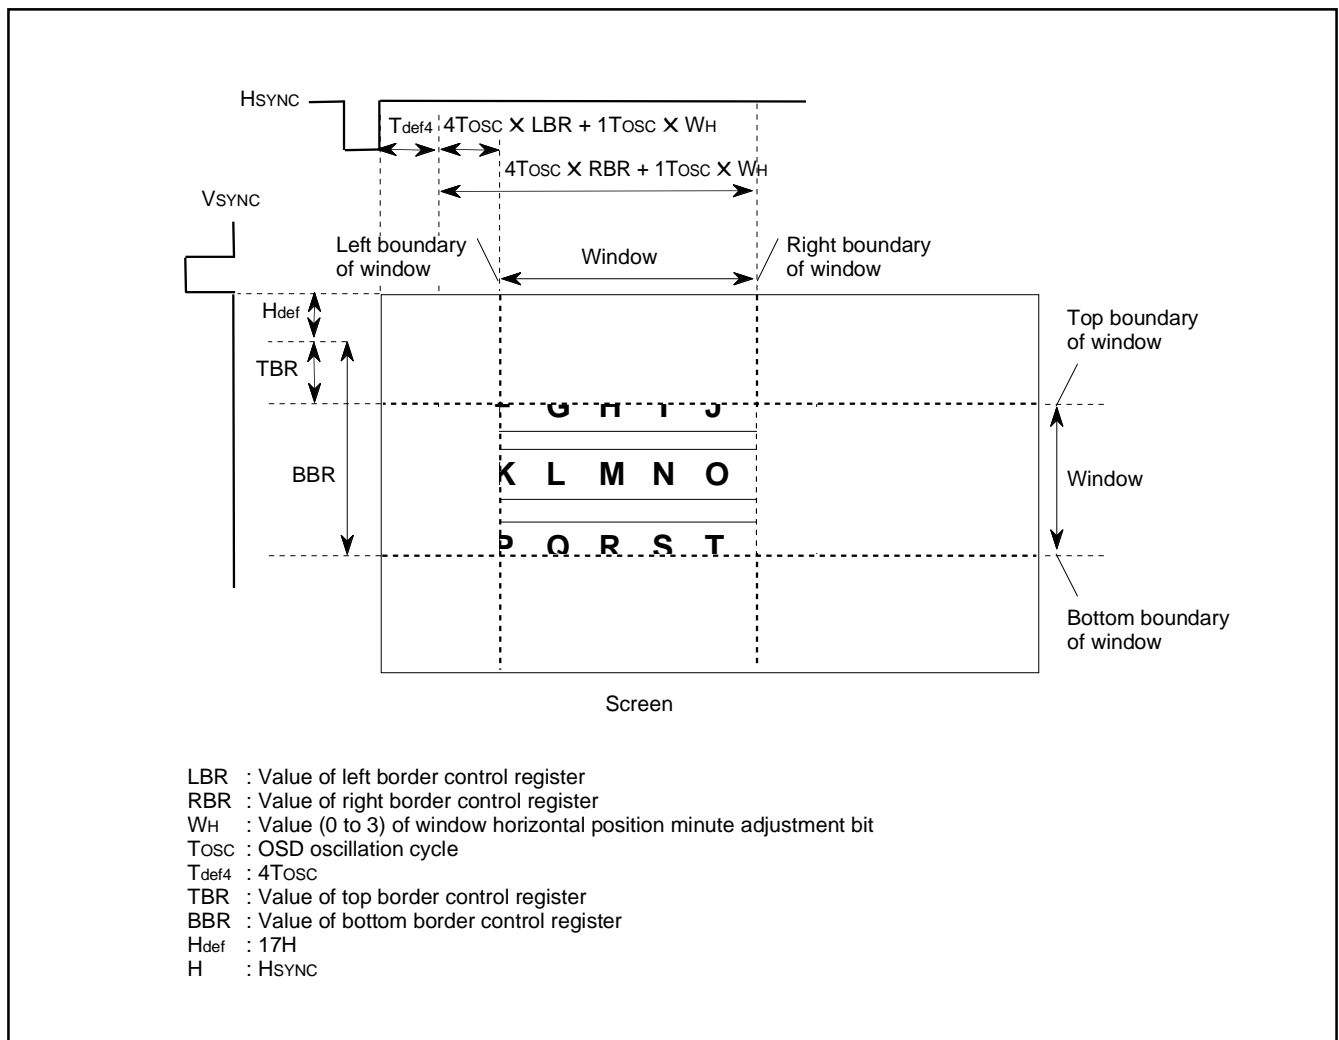 HSYNC
Tdef4 4TOSC X LBR + 1TOSC X WH
4TOSC X RBR + 1TOSC X WH
VSYNC
Left boundary
of window
Window
Right boundary
of window
Hdef
TBR
BBR
Top boundary
of window
G H I J
K L M N O
P Q R S T
Window
Bottom boundary
of window
Screen
LBR : Value of left border control register
RBR : Value of right border control register
WH : Value (0 to 3) of window horizontal position minute adjustment bit
TOSC : OSD oscillation cycle
Tdef4 : 4TOSC
TBR : Value of top border control register
BBR : Value of bottom border control register
Hdef : 17H
H : HSYNC